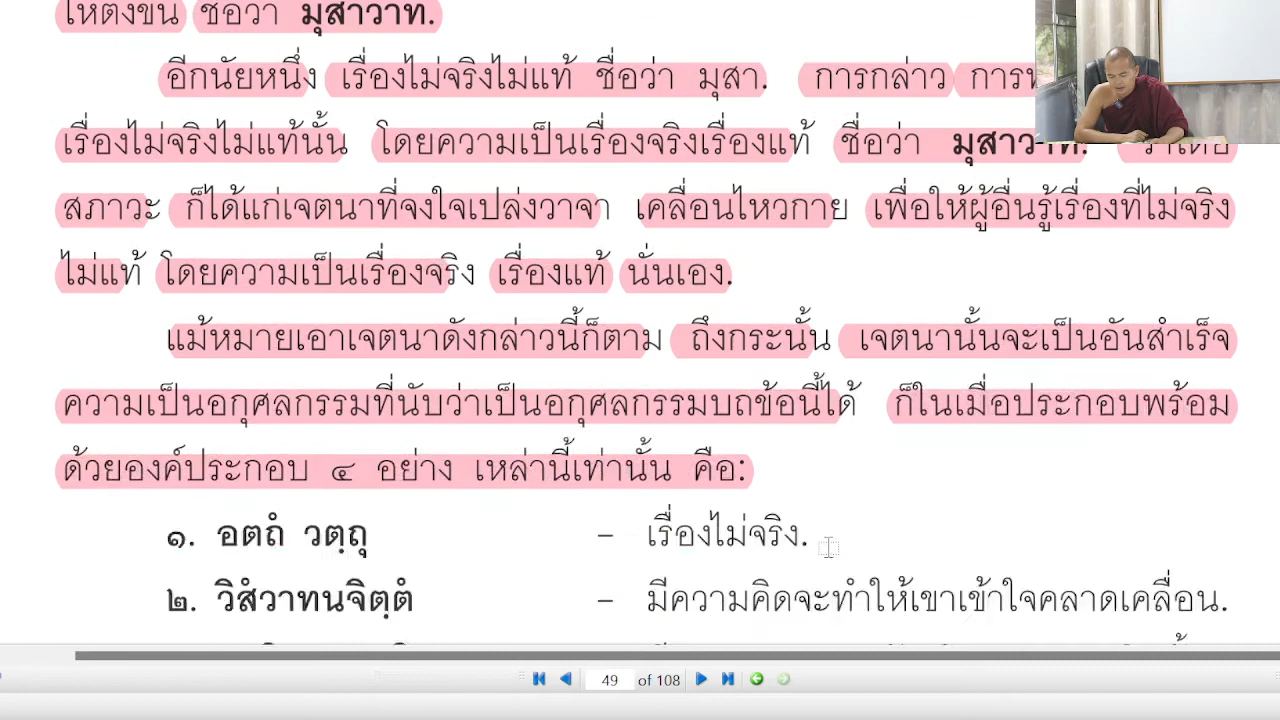 ให้ตั้งขึ้น ชื่อว่า มุสาวาท.
อีกนัยหนึ่ง เรื่องไม่จริงไม่แท้ ชื่อว่า มุสา. การกล่าว
เรื่องไม่จริงไม่แท้นั้น โดยความเป็นเรื่องจริงเรื่องแท้ ชื่อว่า มุสาวาท.
สภาวะ ก็ได้แก่เจตนาที่จงใจเปล่งวาจา เคลื่อนไหวกาย เพื่อให้ผู้อื่นรู้เรื่องที่ไม่จริง
ไม่แท้ โดยความเป็นเรื่องจริง เรื่องแท้ นั่นเอง.
แม้หมายเอาเจตนาดังกล่าวนี้ก็ตาม ถึงกระนั้น เจตนานั้นจะเป็นอันสำเร็จ
ความเป็นอกุศลกรรมที่นับว่าเป็นอกุศลกรรมบถข้อนี้ได้ ก็ในเมื่อประกอบพร้อม
ด้วยองค์ประกอบ ๔ อย่าง เหล่านี้เท่านั้น คือ:
๑. อตถํ วตฺถุ – เรื่องไม่จริง.
๒. วิสํวาทนจิตฺตํ – มีความคิดจะทำให้เขาเข้าใจคลาดเคลื่อน.
49 of 108